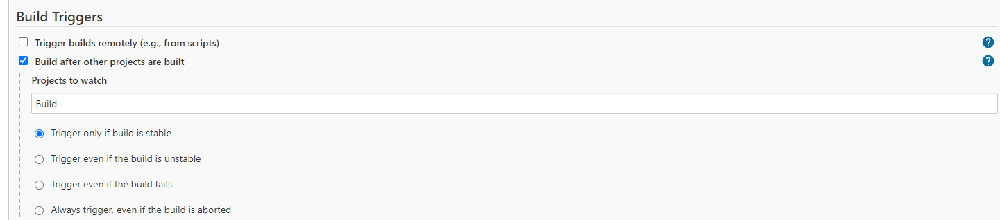 Build Triggers
Trigger builds remotely (e.g., from scripts)
?
Build after other projects are built
?
Projects to watch
Build
Trigger only if build is stable
Trigger even if the build is unstable
Trigger even if the build fails
Always trigger, even if the build is aborted